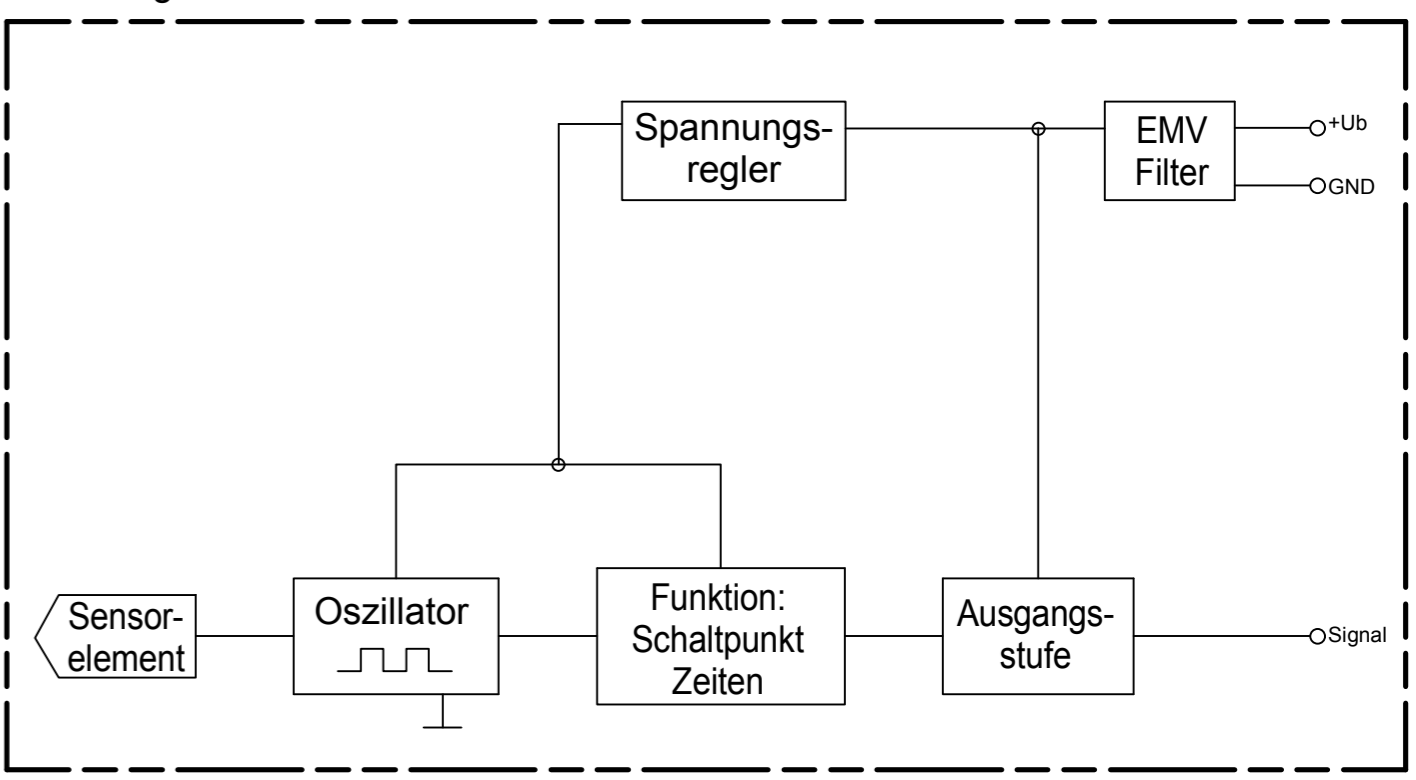 Spannungs-
regler
EMV
Filter
+Ub
GND
Sensor-
element
Oszillator
Funktion:
Schaltpunkt
Zeiten
Ausgangs-
stufe
Signal